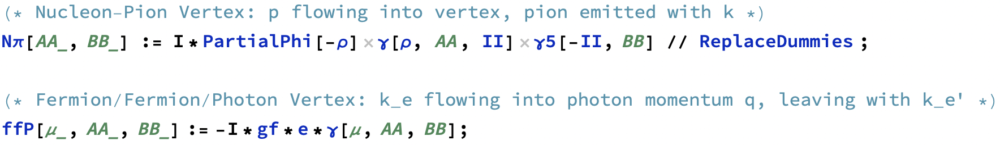 (* Nucleon-Pion Vertex: p flowing into vertex, pion emitted with k *)
Nπ[AA_, BB_] := I * PartialPhi[-ρ] × γ[ρ, AA, II] × γ5[-II, BB] // ReplaceDummies;
(* Fermion/Fermion/Photon Vertex: k_e flowing into photon momentum q, leaving with k_e' *)
ffP[μ_, AA_, BB_] := -I * gf * e * γ[μ, AA, BB];